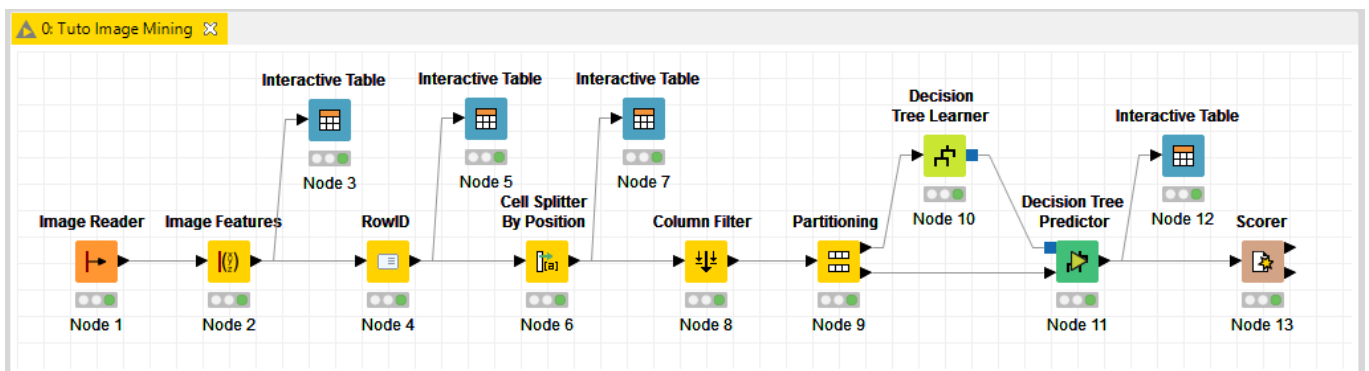 0: Tuto Image Mining
Interactive Table
Interactive Table
Interactive Table
Decision
Tree Learner
Interactive Table
Node 3
Node 5
Node 7
Node 10
Node 12
Image Reader
Image Features
RowID
Cell Splitter
By Position
Column Filter
Partitioning
Decision Tree
Predictor
Scorer
Node 1
Node 2
Node 4
Node 6
Node 8
Node 9
Node 11
Node 13